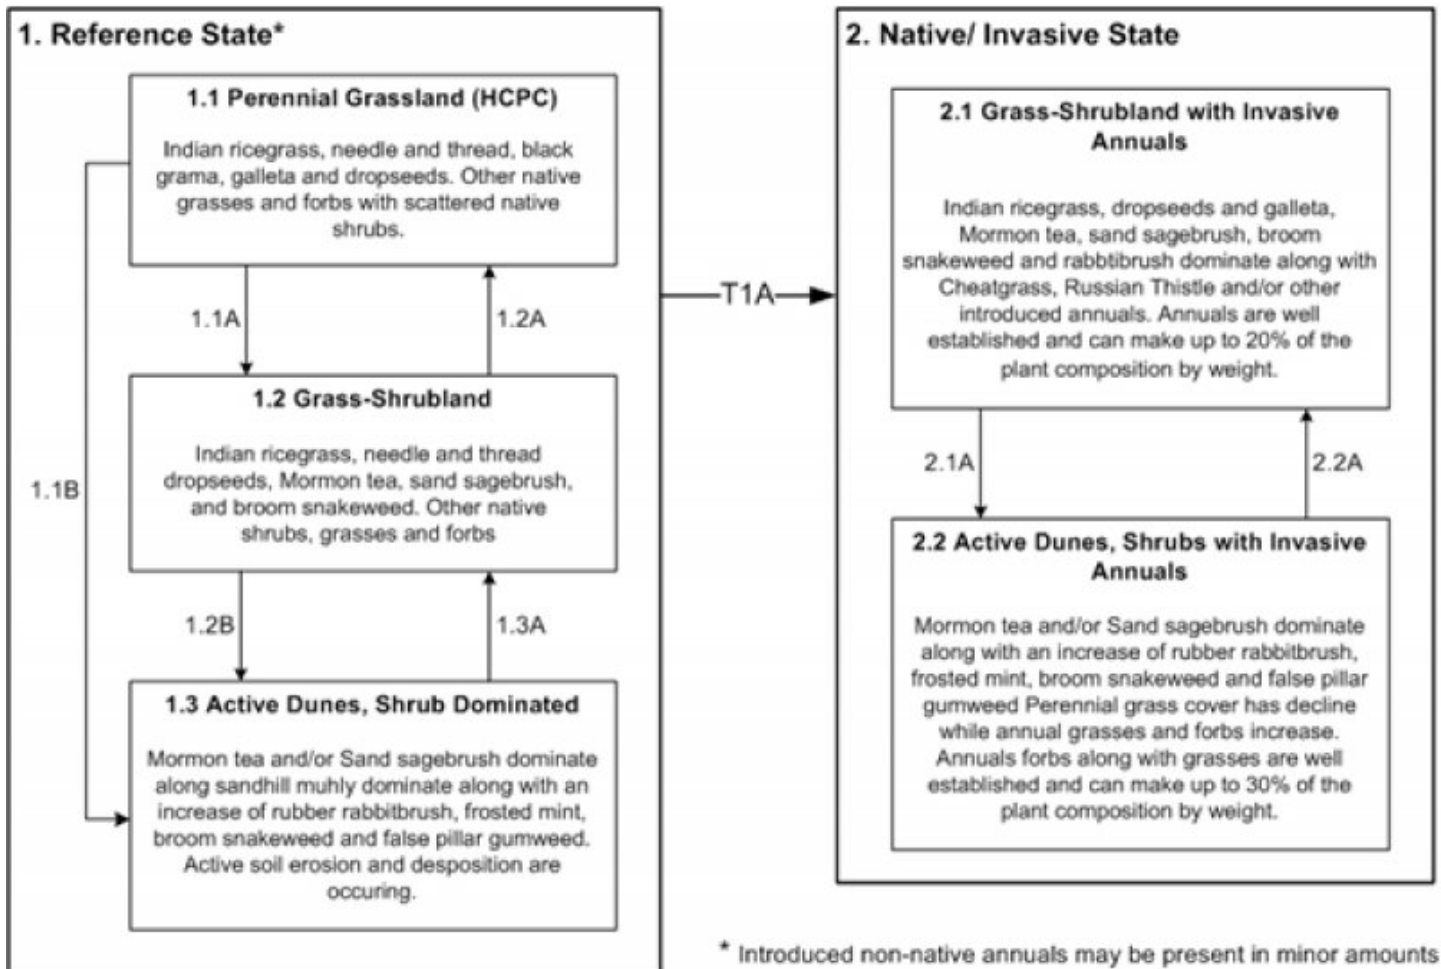 1. Reference State*
1.1 Perennial Grassland (HCPC)
Indian ricegrass, needle and thread, black
grama, galleta and dropseeds. Other native
grasses and forbs with scattered native
shrubs.
1.1A
1.2A
1.2 Grass-Shrubland
Indian ricegrass, needle and thread
dropseeds, Mormon tea, sand sagebrush,
and broom snakeweed. Other native
shrubs, grasses and forbs
1.1B
1.2B
1.3A
1.3 Active Dunes, Shrub Dominated
Mormon tea and/or Sand sagebrush dominate
along sandhill muhly dominate along with an
increase of rubber rabbitbrush, frosted mint,
broom snakeweed and false pillar gumweed.
Active soil erosion and desposition are
occuring.
T1A
2. Native/ Invasive State
2.1 Grass-Shrubland with Invasive
Annuals
Indian ricegrass, dropseeds and galleta,
Mormon tea, sand sagebrush, broom
snakeweed and rabbtibrush dominate along with
Cheatgrass, Russian Thistle and/or other
introduced annuals. Annuals are well
established and can make up to 20% of the
plant composition by weight.
2.1A
2.2A
2.2 Active Dunes, Shrubs with Invasive
Annuals
Mormon tea and/or Sand sagebrush dominate
along with an increase of rubber rabbitbrush,
frosted mint, broom snakeweed and false pillar
gumweed Perennial grass cover has decline
while annual grasses and forbs increase.
Annuals forbs along with grasses are well
established and can make up to 30% of the
plant composition by weight.
* Introduced non-native annuals may be present in minor amounts